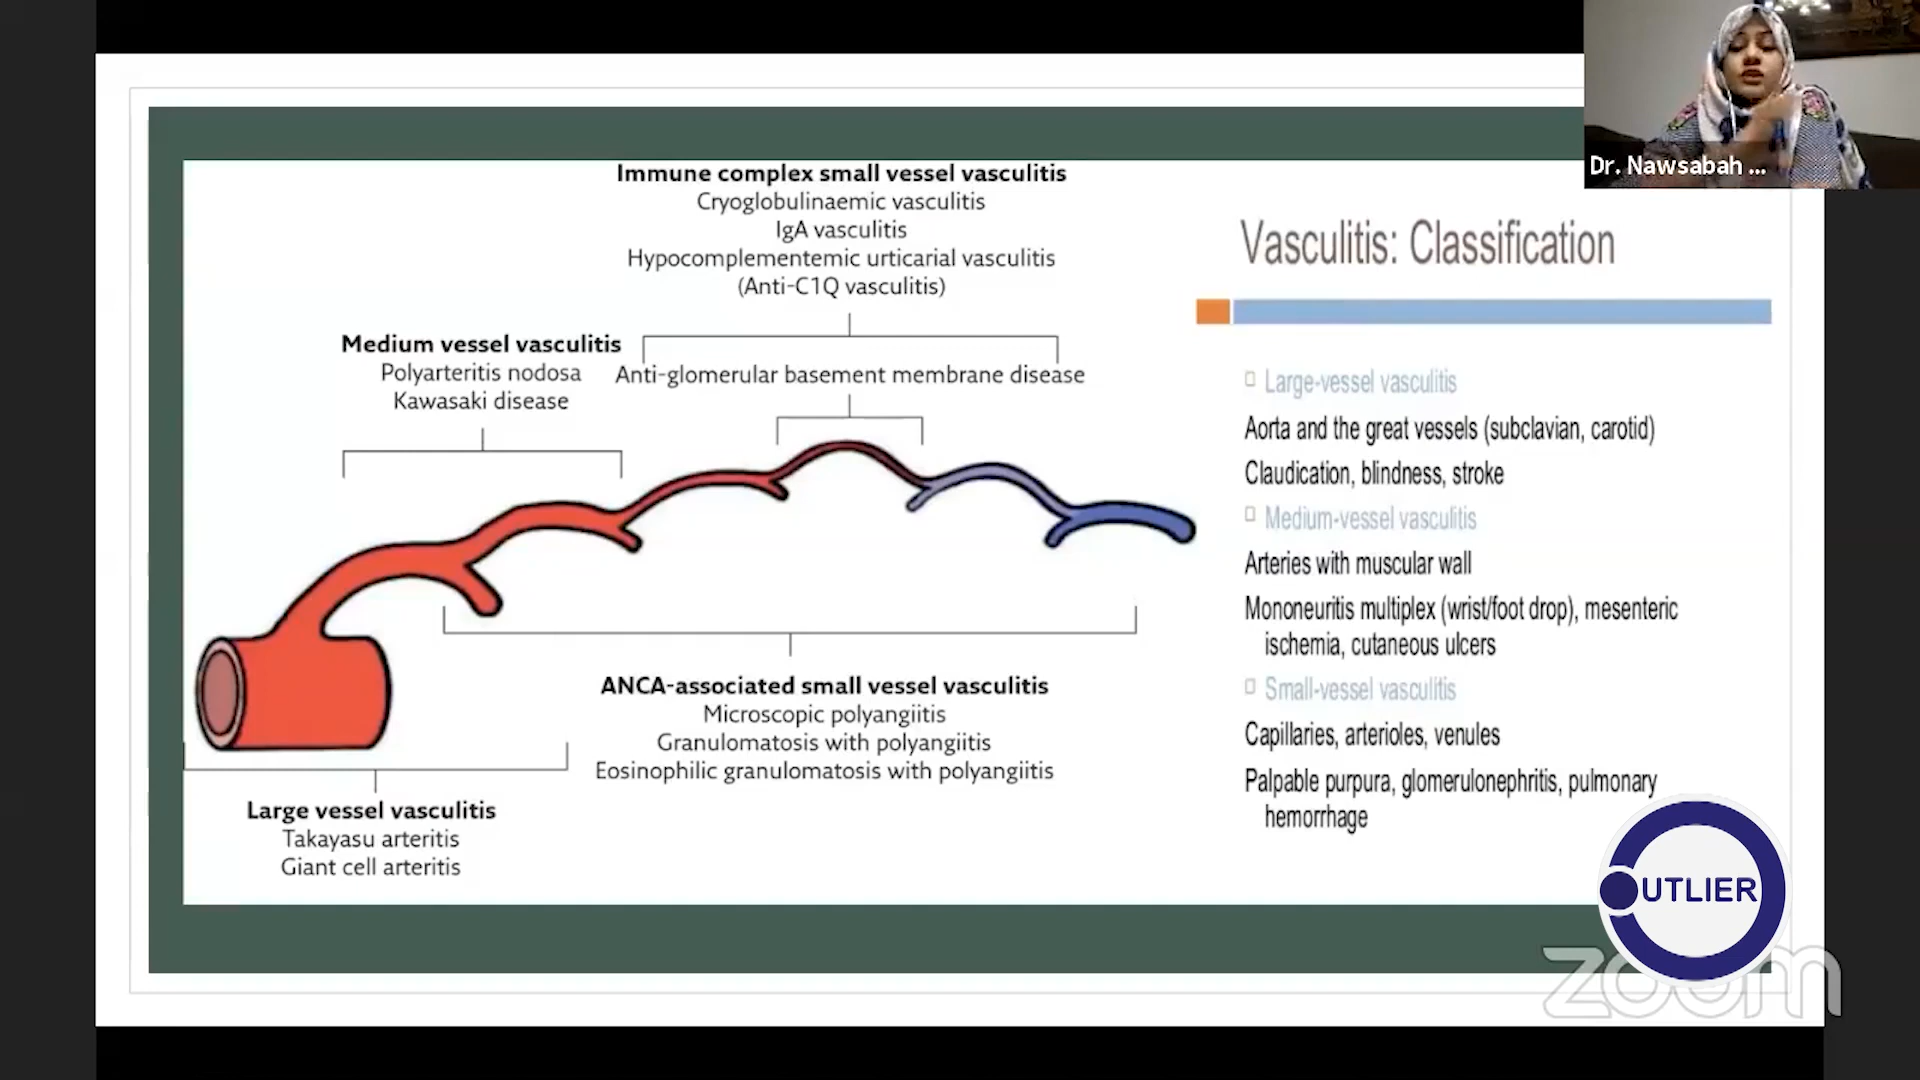 Dr. Nawsabah ...
Immune complex small vessel vasculitis
Cryoglobulinaemic vasculitis
IgA vasculitis
Hypocomplementemic urticarial vasculitis
(Anti-C1Q vasculitis)
Medium vessel vasculitis
Polyarteritis nodosa
Kawasaki disease
Anti-glomerular basement membrane disease
ANCA-associated small vessel vasculitis
Microscopic polyangiitis
Granulomatosis with polyangiitis
Eosinophilic granulomatosis with polyangiitis
Large vessel vasculitis
Takayasu arteritis
Giant cell arteritis
Vasculitis: Classification
Large-vessel vasculitis
Aorta and the great vessels (subclavian, carotid)
Claudication, blindness, stroke
Medium-vessel vasculitis
Arteries with muscular wall
Mononeuritis multiplex (wrist/foot drop), mesenteric
ischemia, cutaneous ulcers
Small-vessel vasculitis
Capillaries, arterioles, venules
Palpable purpura, glomerulonephritis, pulmonary
hemorrhage
OUTLIER
zoom